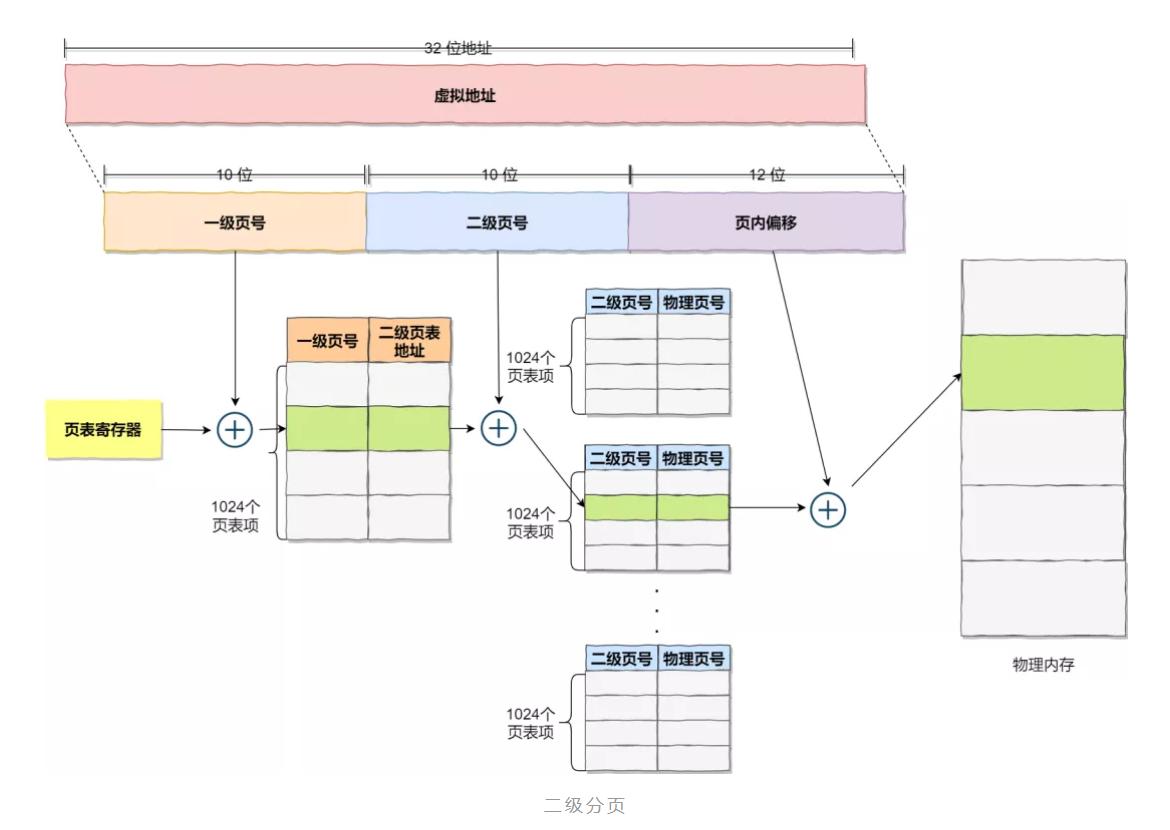 32 位地址
虚拟地址
10 位
10 位
12 位
一级页号
二级页号
页内偏移
页表寄存器
一级页号
二级页表
地址
1024个
页表项
二级页号
物理页号
1024个
页表项
二级页号
物理页号
1024个
页表项
.
.
.
二级页号
物理页号
1024个
页表项
物理内存
二级分页